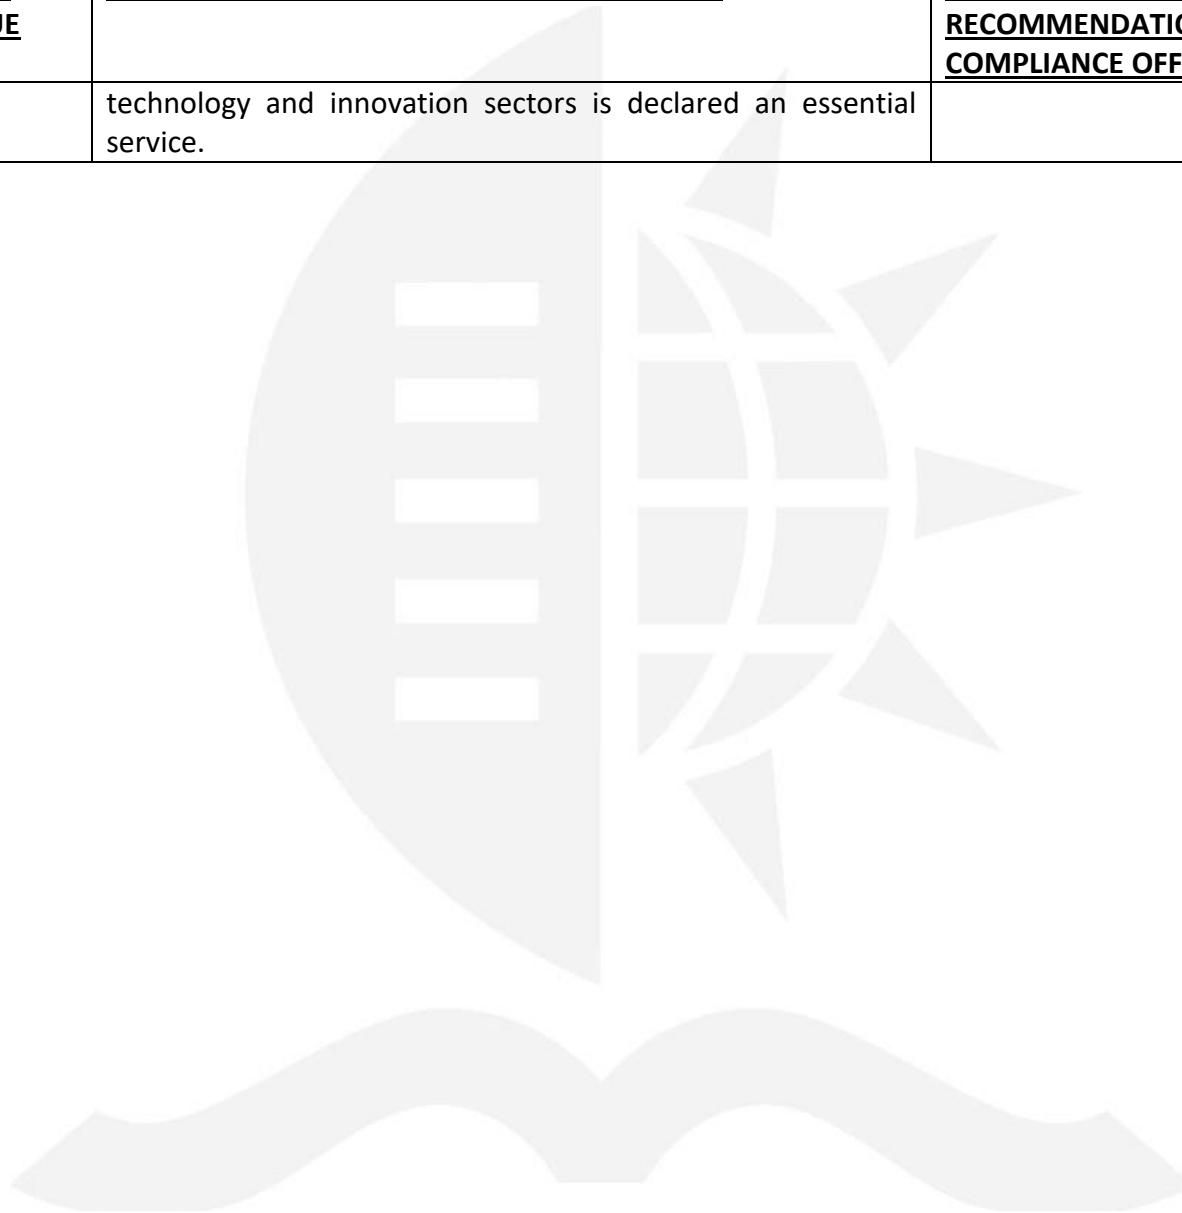 UE
RECOMMENDATIO
COMPLIANCE OFF
technology and innovation sectors is declared an essential
service.